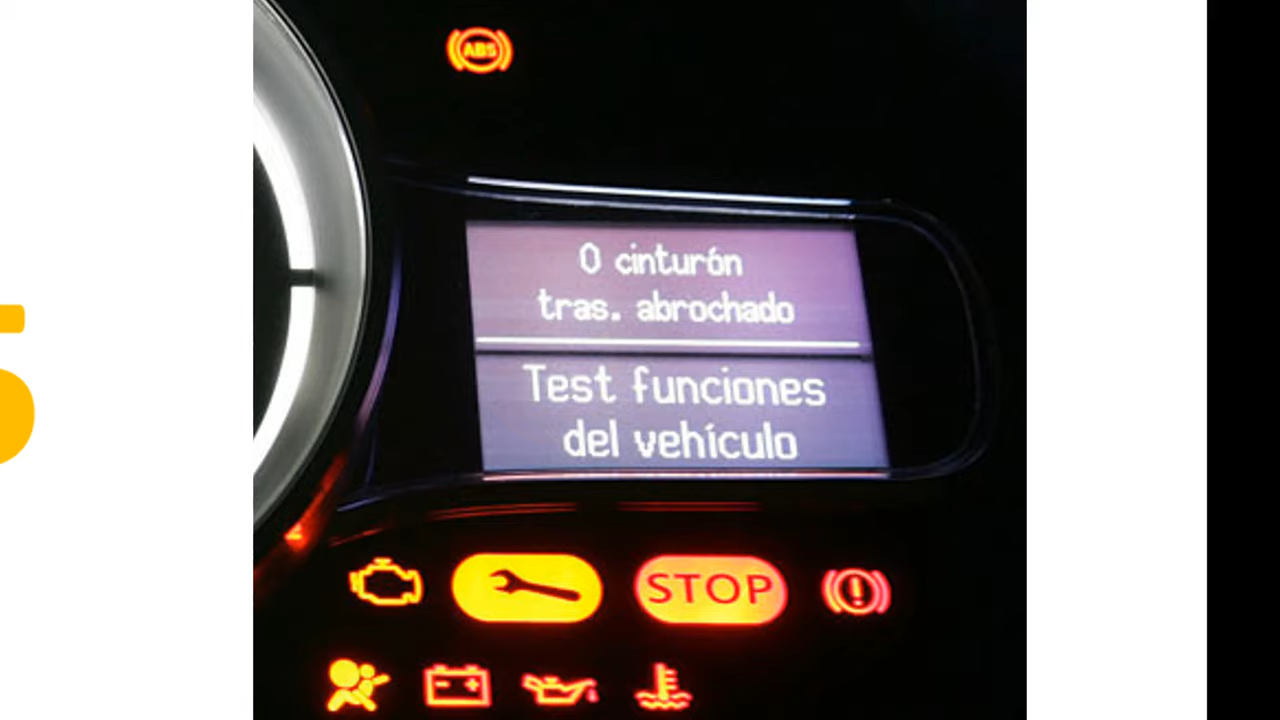 ABS
0 cinturón
tras. abrochado
Test funciones
del vehículo
STOP